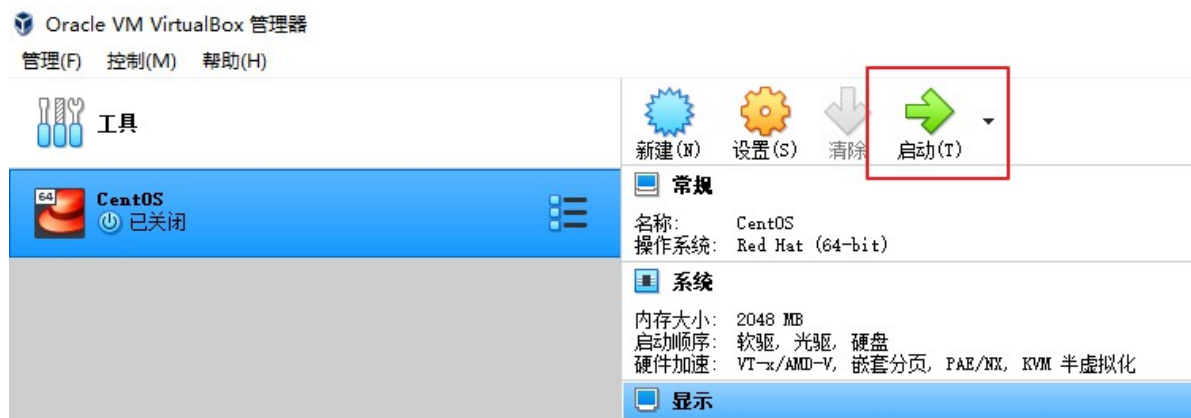 Oracle VM VirtualBox 管理器
管理(F) 控制(M) 帮助(H)
工具
新建(N) 设置(S) 清除 启动(T)
64
CentOS
已关闭
常规
名称: CentOS
操作系统: Red Hat (64-bit)
系统
内存大小: 2048 MB
启动顺序: 软驱, 光驱, 硬盘
硬件加速: VT-x/AMD-V, 嵌套分页, PAE/NX, KVM 半虚拟化
显示